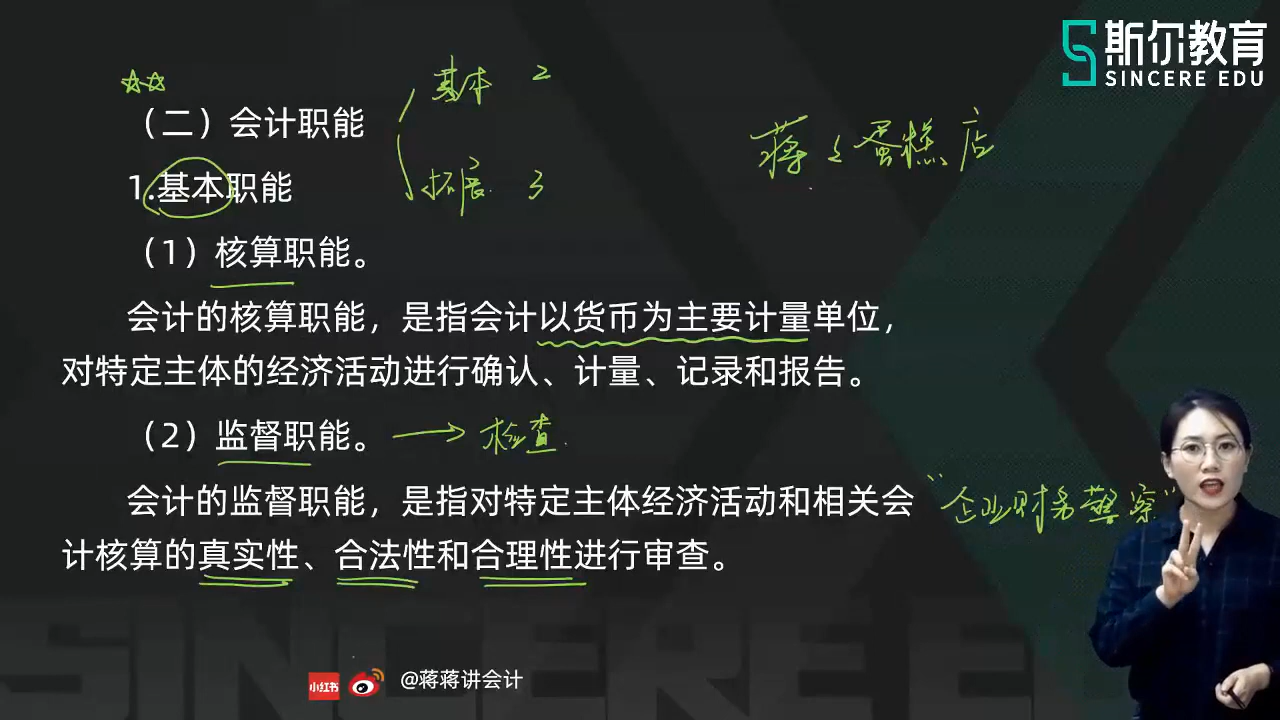 斯尔教育
SINCERE EDU
基本 2
（二）会计职能
蒋々蛋糕店
1.基本职能
拓展 3
（1）核算职能。
会计的核算职能，是指会计以货币为主要计量单位，
对特定主体的经济活动进行确认、计量、记录和报告。
（2）监督职能。 → 检查.
会计的监督职能，是指对特定主体经济活动和相关会
"企业财务警察"
计核算的真实性、合法性和合理性进行审查。
SINCERE EDU
小红书 @蒋蒋讲会计